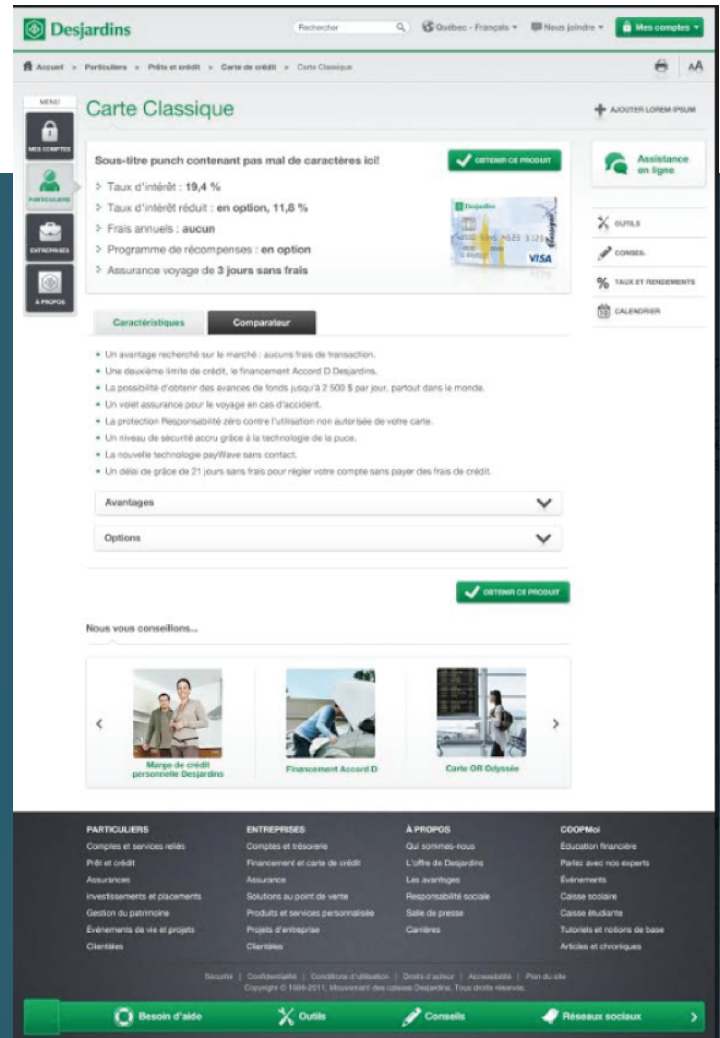 Desjardins
Rechercher
Québec - Français
Nous joindre
Mes comptes
Accueil > Particuliers > Prêts et crédit > Carte de crédit > Carte Classique
AA
MENU
MES COMPTES
PARTICULIERS
ENTREPRISES
À PROPOS
Carte Classique
AJOUTER LOREM IPSUM
Sous-titre punch contenant pas mal de caractères ici!
OBTENIR CE PRODUIT
> Taux d'intérêt : 19,4 %
> Taux d'intérêt réduit : en option, 11,8 %
> Frais annuels : aucun
> Programme de récompenses : en option
> Assurance voyage de 3 jours sans frais
Desjardins
Classique
VISA
Assistance
en ligne
OUTILS
CONSEIL
TAUX ET RENDEMENTS
CALENDRIER
Caractéristiques
Comparateur
• Un avantage recherché sur le marché : aucuns frais de transaction.
• Une deuxième limite de crédit, le financement Accord D Desjardins.
• La possibilité d'obtenir des avances de fonds jusqu'à 2 500 $ par jour, partout dans le monde.
• Un volet assurance pour le voyage en cas d'accident.
• La protection Responsabilité zéro contre l'utilisation non autorisée de votre carte.
• Un niveau de sécurité accru grâce à la technologie de la puce.
• La nouvelle technologie payWave sans contact.
• Un délai de grâce de 21 jours sans frais pour régler votre compte sans payer des frais de crédit.
Avantages
Options
OBTENIR CE PRODUIT
Nous vous conseillons...
Marge de crédit
personnelle Desjardins
Financement Accord D
Carte OR Odyssée
PARTICULIERS
Comptes et services reliés
Prêt et crédit
Assurances
Investissements et placements
Gestion du patrimoine
Événements de vie et projets
Clientèles
ENTREPRISES
Comptes et trésorerie
Financement et carte de crédit
Assurance
Solutions au point de vente
Produits et services personnalisés
Projets d'entreprise
Clientèles
À PROPOS
Qui sommes-nous
L'offre de Desjardins
Les avantages
Responsabilité sociale
Salle de presse
Carrières
COOPMoi
Éducation financière
Parlez avec nos experts
Événements
Caisse scolaire
Caisse étudiante
Tutoriels et notions de base
Articles et chroniques
Sécurité | Confidentialité | Conditions d'utilisation | Droits d'auteur | Accessibilité | Plan du site
Copyright © 1996-2011, Mouvement des caisses Desjardins. Tous droits réservés.
Besoin d'aide
Outils
Conseils
Réseaux sociaux